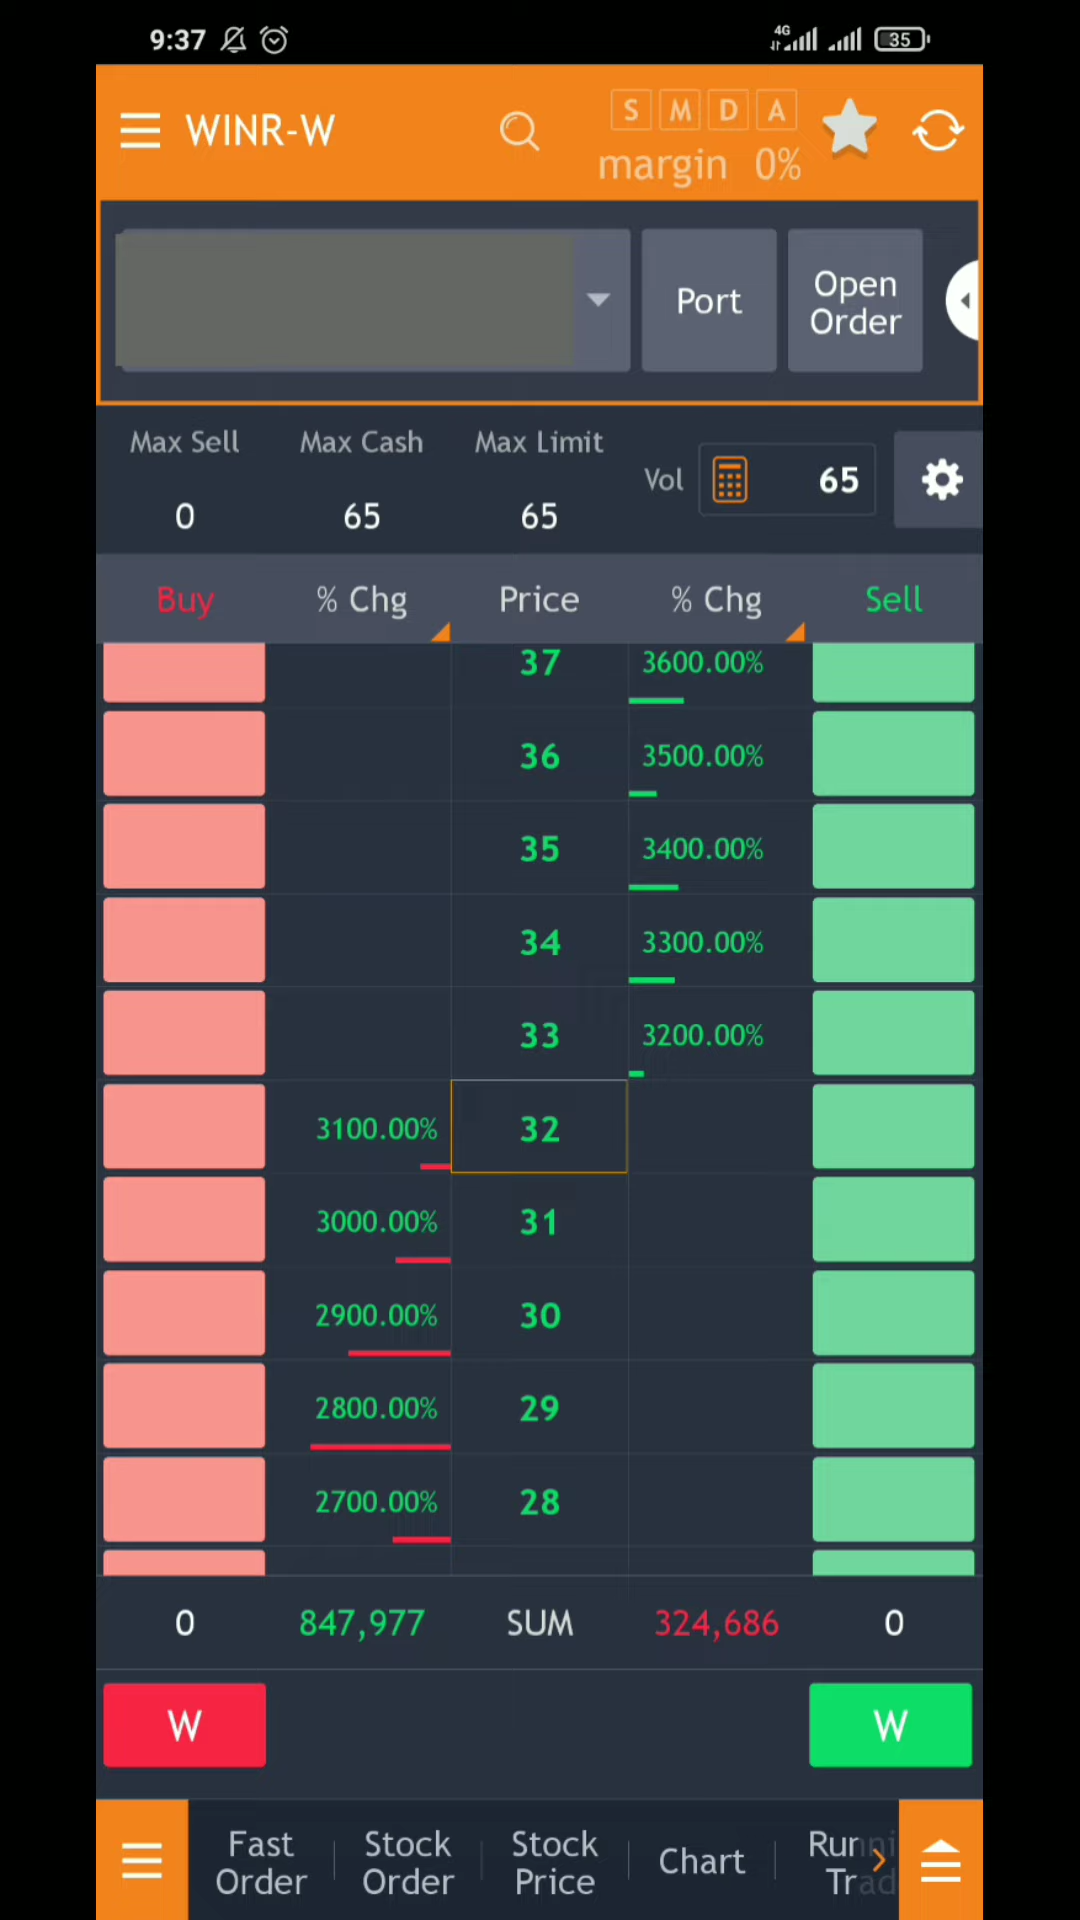 9:37 4G 35
WINR-W S M D A
margin 0%
Port Open
Order
Max Sell Max Cash Max Limit
Vol 65
0 65 65
Buy % Chg Price % Chg Sell
37 3600.00%
36 3500.00%
35 3400.00%
34 3300.00%
33 3200.00%
3100.00% 32
3000.00% 31
2900.00% 30
2800.00% 29
2700.00% 28
0 847,977 SUM 324,686 0
W W
Fast Stock Stock Chart Runni
Order Order Price Trad